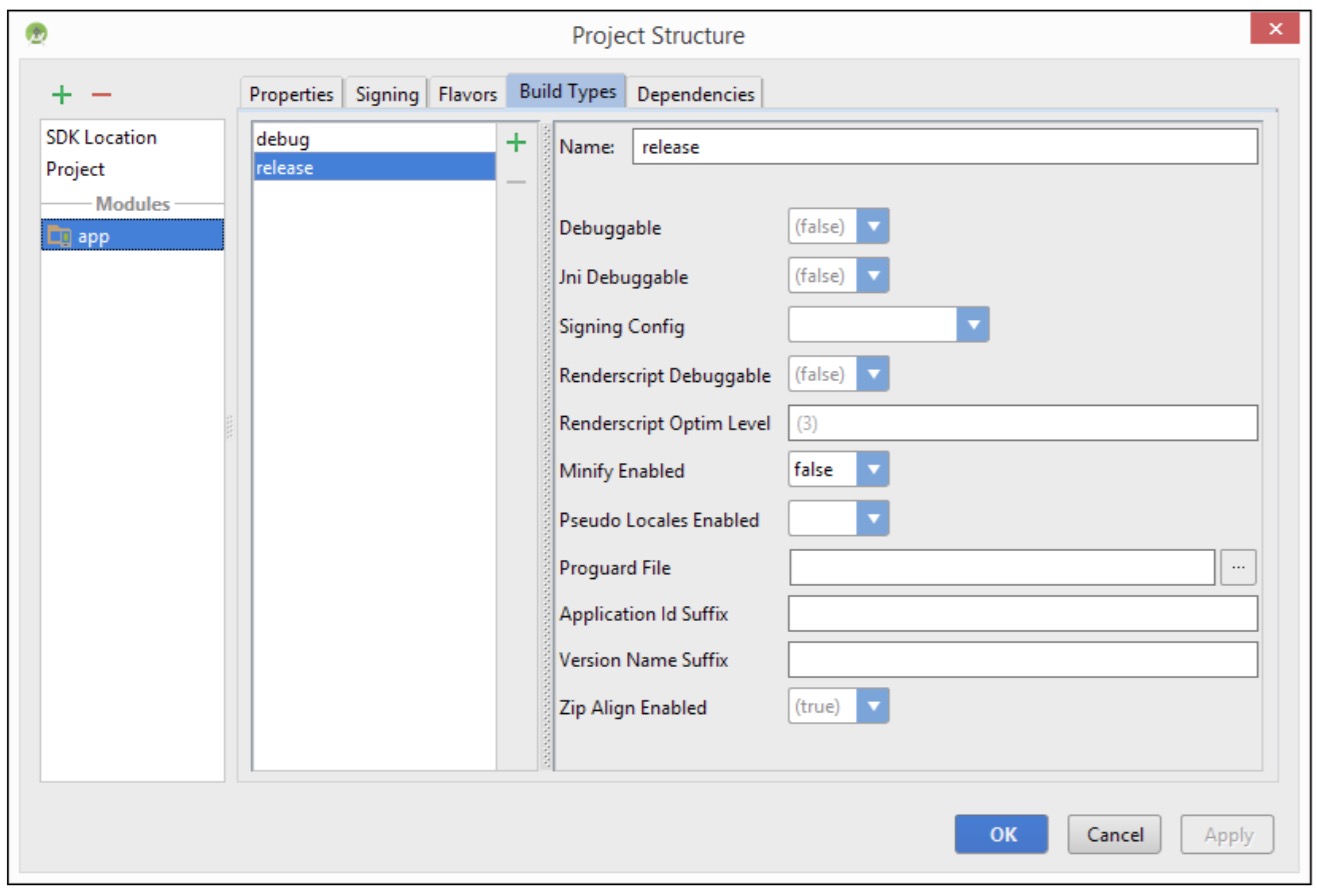 Project Structure
Properties Signing Flavors Build Types Dependencies
SDK Location
Project
Modules
app
debug
release
Name: release
Debuggable (false)
Jni Debuggable (false)
Signing Config
Renderscript Debuggable (false)
Renderscript Optim Level (3)
Minify Enabled false
Pseudo Locales Enabled
Proguard File ...
Application Id Suffix
Version Name Suffix
Zip Align Enabled (true)
OK Cancel Apply